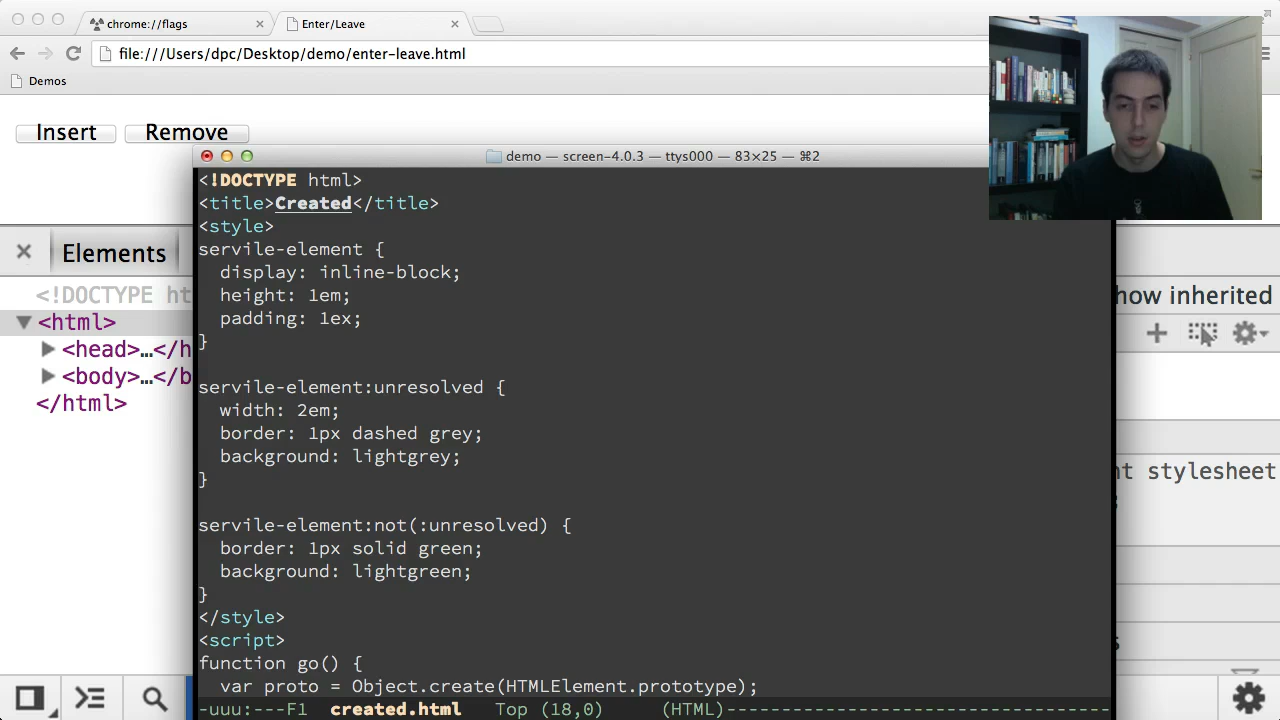 chrome://flags
Enter/Leave
file:///Users/dpc/Desktop/demo/enter-leave.html
Demos
Insert Remove
demo — screen-4.0.3 — ttys000 — 83×25 — ⌘2
<!DOCTYPE html>
<title>Created</title>
<style>
servile-element {
  display: inline-block;
  height: 1em;
  padding: 1ex;
}
servile-element:unresolved {
  width: 2em;
  border: 1px dashed grey;
  background: lightgrey;
}
servile-element:not(:unresolved) {
  border: 1px solid green;
  background: lightgreen;
}
</style>
<script>
function go() {
  var proto = Object.create(HTMLElement.prototype);
-uuu:---F1  created.html   Top (18,0)     (HTML)-----------------------------------
Elements
<!DOCTYPE ht
<html>
<head>…</h
<body>…</b
</html>
how inherited
nt stylesheet